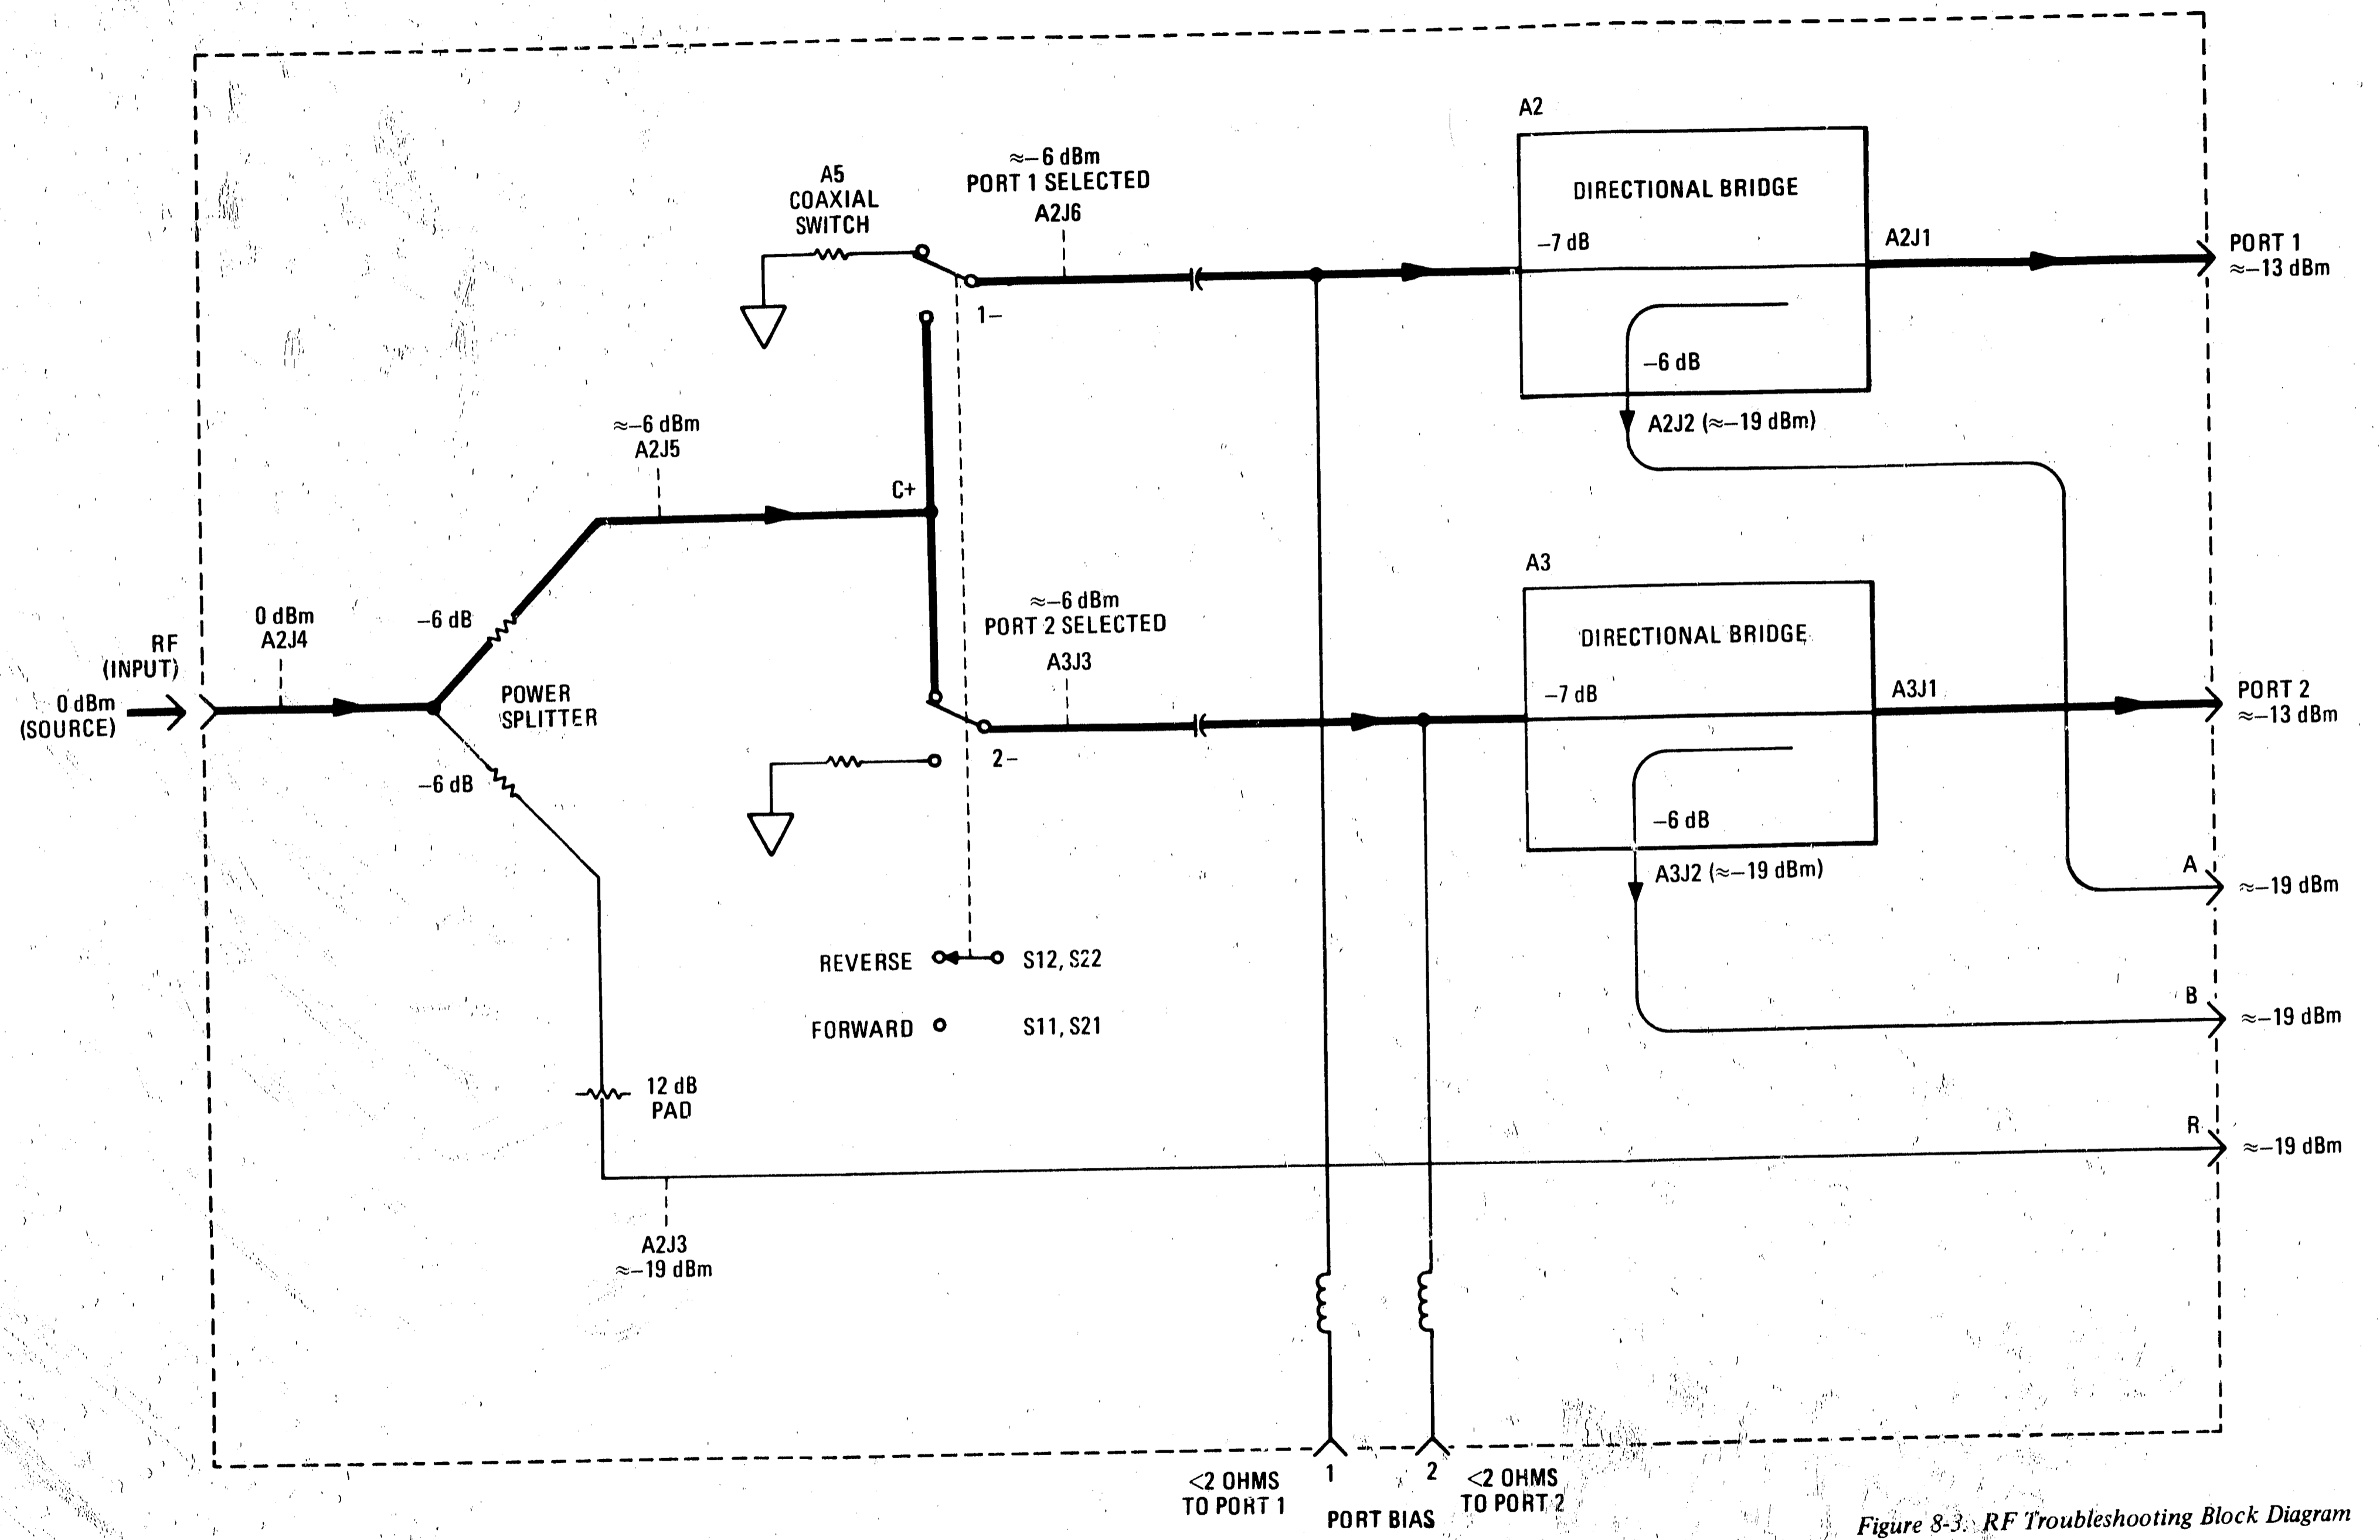 A2
DIRECTIONAL BRIDGE
–7 dB
–6 dB
A2J1
PORT 1
≈–13 dBm
A2J2 (≈–19 dBm)
≈–6 dBm
PORT 1 SELECTED
A2J6
A5
COAXIAL
SWITCH
1–
≈–6 dBm
A2J5
C+
A3
DIRECTIONAL BRIDGE
–7 dB
–6 dB
A3J1
PORT 2
≈–13 dBm
A3J2 (≈–19 dBm)
≈–6 dBm
PORT 2 SELECTED
A3J3
2–
RF
(INPUT)
0 dBm
(SOURCE)
0 dBm
A2J4
–6 dB
POWER
SPLITTER
–6 dB
A
≈–19 dBm
REVERSE
S12, S22
FORWARD
S11, S21
B
≈–19 dBm
12 dB
PAD
R
≈–19 dBm
A2J3
≈–19 dBm
<2 OHMS
TO PORT 1
1
2
<2 OHMS
TO PORT 2
PORT BIAS
Figure 8-3. RF Troubleshooting Block Diagram